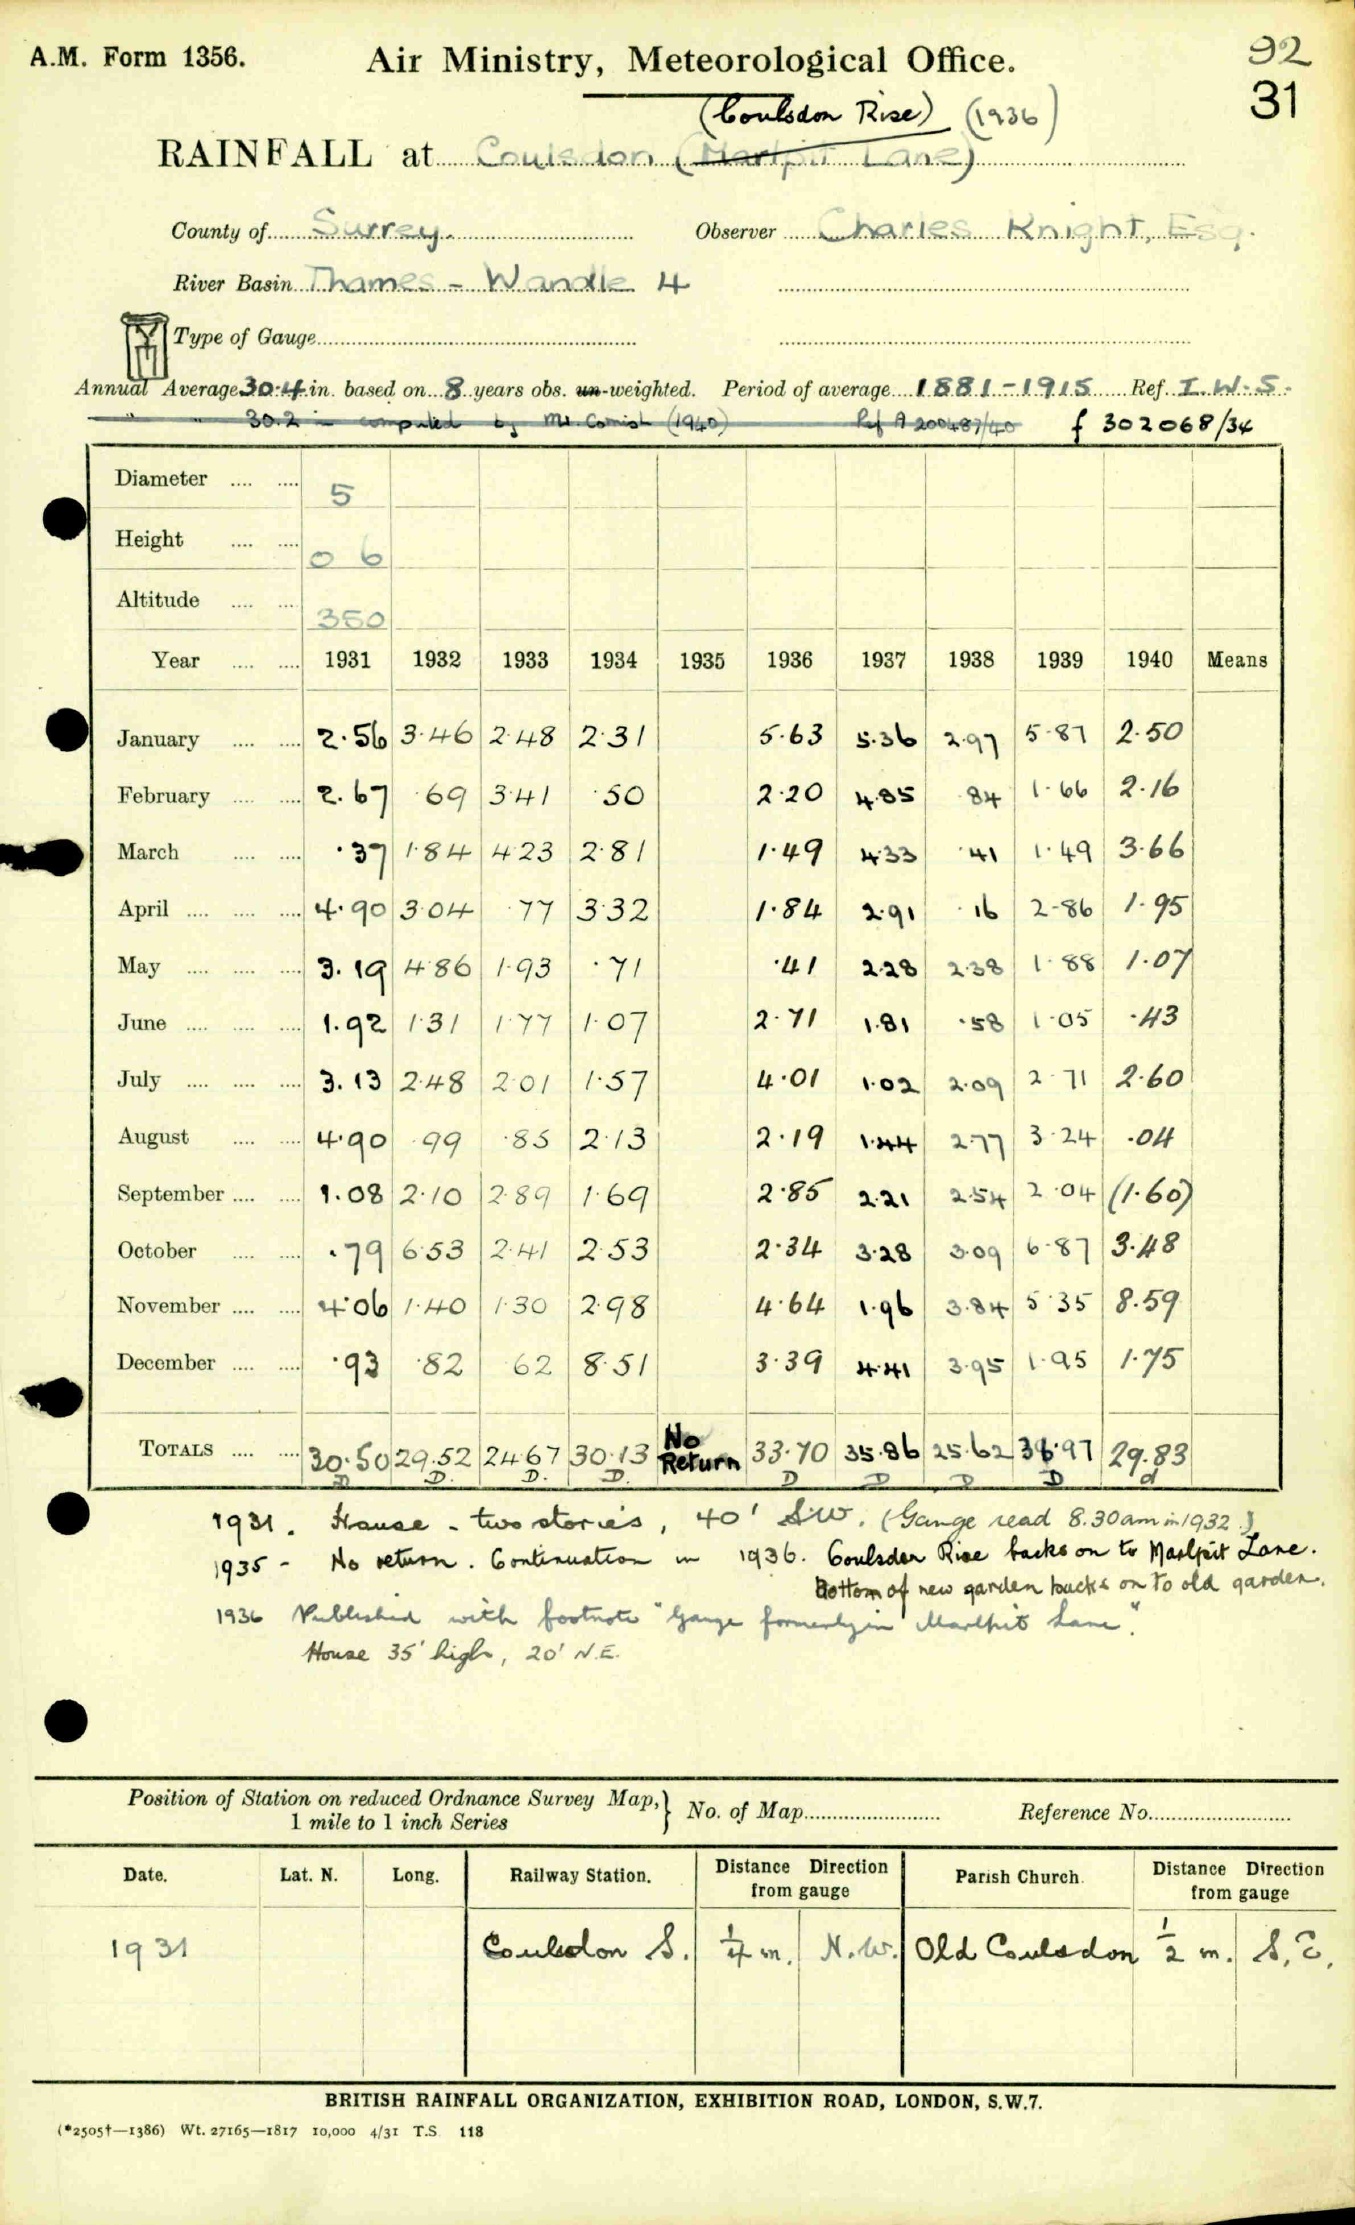 A.M. Form 1356. Air Ministry, Meteorological Office. 92
31
(Coulsdon Rise) (1936)
RAINFALL at Coulsdon (Marlpit Lane)
County of Surrey. Observer Charles Knight, Esq.
River Basin Thames - Wandle 4
Type of Gauge
Annual Average 30.4 in. based on 8 years obs. un-weighted. Period of average 1881-1915 Ref. I.W.S.
" " 30.2 in computed by Mr. Cornish (1940) Ref A 200487/40 f 302068/34
Diameter 5
Height 0 6
Altitude 350
Year 1931 1932 1933 1934 1935 1936 1937 1938 1939 1940 Means
January 2.56 3.46 2.48 2.31 5.63 5.36 2.97 5.87 2.50
February 2.67 .69 3.41 .50 2.20 4.85 .84 1.66 2.16
March .37 1.84 4.23 2.81 1.49 4.33 .41 1.49 3.66
April 4.90 3.04 .77 3.32 1.84 2.91 .16 2.86 1.95
May 3.19 4.86 1.93 .71 .41 2.28 2.38 1.88 1.07
June 1.92 1.31 1.77 1.07 2.71 1.81 .58 1.05 .43
July 3.13 2.48 2.01 1.57 4.01 1.02 2.09 2.71 2.60
August 4.90 .99 .85 2.13 2.19 1.44 2.77 3.24 .04
September 1.08 2.10 2.89 1.69 2.85 2.21 2.54 2.04 (1.60)
October .79 6.53 2.41 2.53 2.34 3.28 3.09 6.87 3.48
November 4.06 1.40 1.30 2.98 4.64 1.96 3.84 5.35 8.59
December .93 .82 .62 8.51 3.39 4.41 3.95 1.95 1.75
TOTALS 30.50 29.52 24.67 30.13 No Return 33.70 35.86 25.62 36.97 29.83
D D. D. D. D D D D d
1931. House - two stories, 40' S.W. (Gauge read 8.30am in 1932.)
1935 - No return. Continuation in 1936. Coulsdon Rise backs on to Marlpit Lane.
Bottom of new garden backs on to old garden.
1936 Published with footnote "Gauge formerly in Marlpit Lane".
House 35' high, 20' N.E.
Position of Station on reduced Ordnance Survey Map, } No. of Map Reference No.
1 mile to 1 inch Series
Date. Lat. N. Long. Railway Station. Distance Direction from gauge Parish Church. Distance Direction from gauge
1931 Coulsdon S. 1/4 m. N.W. Old Coulsdon 1/2 m. S.E.
BRITISH RAINFALL ORGANIZATION, EXHIBITION ROAD, LONDON, S.W.7.
(*2505†—1386) Wt. 27165—1817 10,000 4/31 T.S 118